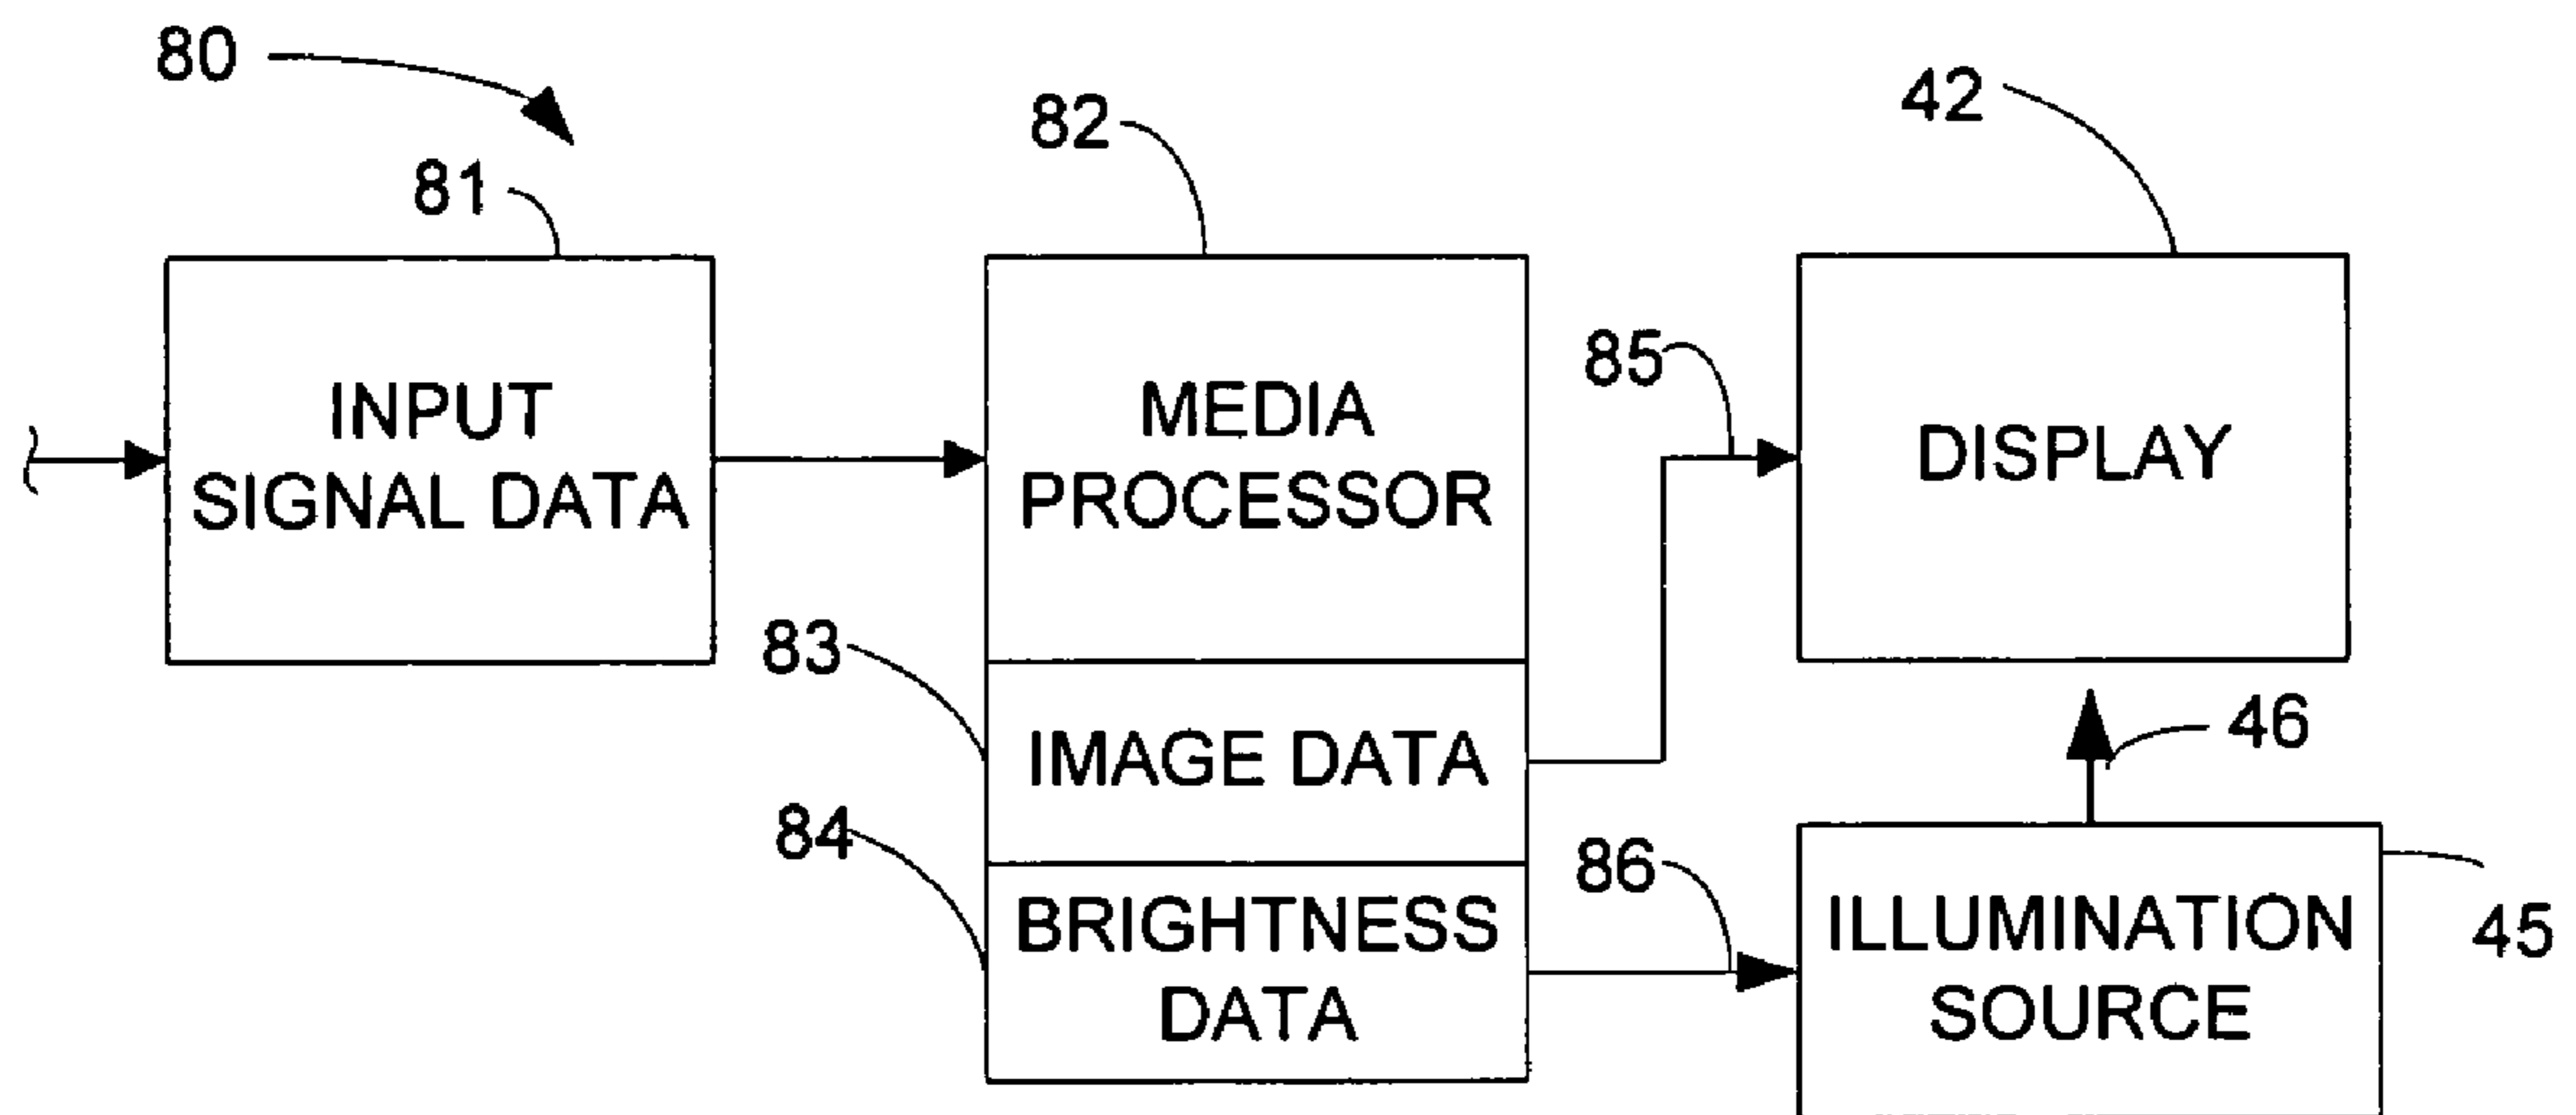 80
81
82
42
INPUT
SIGNAL DATA
MEDIA
PROCESSOR
85
DISPLAY
83
IMAGE DATA
46
84
BRIGHTNESS
DATA
86
ILLUMINATION
SOURCE
45